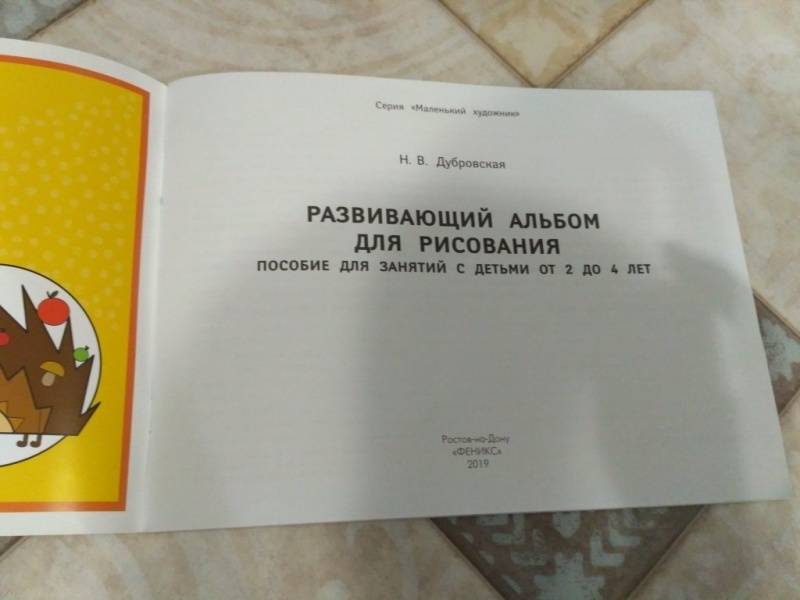 Серия «Маленький художник»
Н. В. Дубровская
РАЗВИВАЮЩИЙ АЛЬБОМ
ДЛЯ РИСОВАНИЯ
ПОСОБИЕ ДЛЯ ЗАНЯТИЙ С ДЕТЬМИ ОТ 2 ДО 4 ЛЕТ
Ростов-на-Дону
«ФЕНИКС»
2019